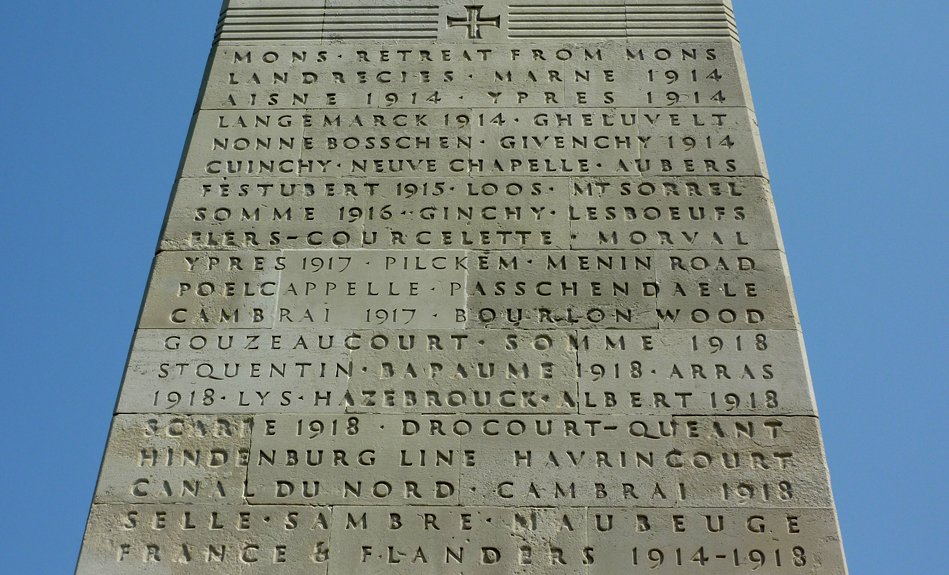 MONS · RETREAT FROM MONS
LANDRECIES · MARNE 1914
AISNE 1914 · YPRES 1914
LANGEMARCK 1914 · GHELUVELT
NONNE BOSSCHEN · GIVENCHY 1914
CUINCHY · NEUVE CHAPELLE · AUBERS
FESTUBERT 1915 · LOOS · MT SORREL
SOMME 1916 · GINCHY · LESBOEUFS
FLERS-COURCELETTE · MORVAL
YPRES 1917 · PILCKEM · MENIN ROAD
POELCAPPELLE · PASSCHENDAELE
CAMBRAI 1917 · BOURLON WOOD
GOUZEAUCOURT · SOMME 1918
ST QUENTIN · BAPAUME 1918 · ARRAS
1918 · LYS · HAZEBROUCK · ALBERT 1918
SCARPE 1918 · DROCOURT-QUEANT
HINDENBURG LINE HAVRINCOURT
CANAL DU NORD · CAMBRAI 1918
SELLE · SAMBRE · MAUBEUGE
FRANCE & FLANDERS 1914-1918